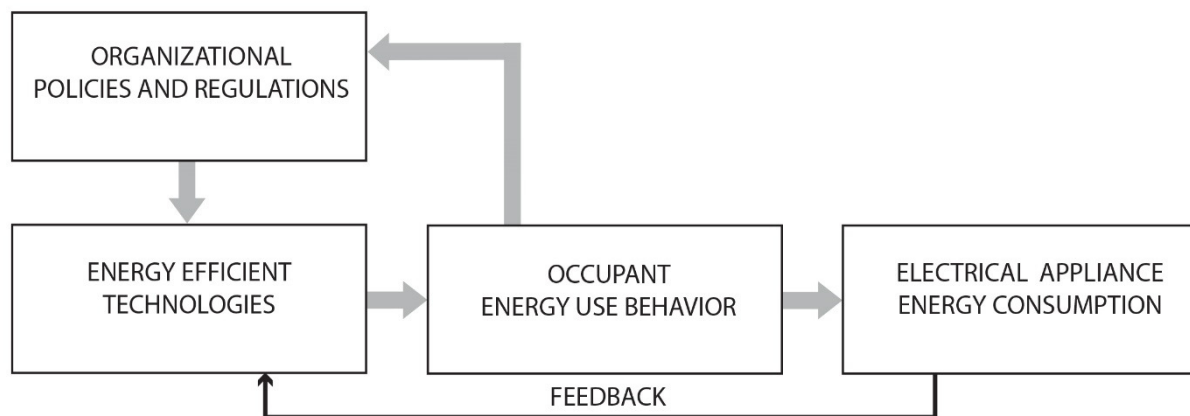 ORGANIZATIONAL
POLICIES AND REGULATIONS
ENERGY EFFICIENT
TECHNOLOGIES
OCCUPANT
ENERGY USE BEHAVIOR
ELECTRICAL APPLIANCE
ENERGY CONSUMPTION
FEEDBACK